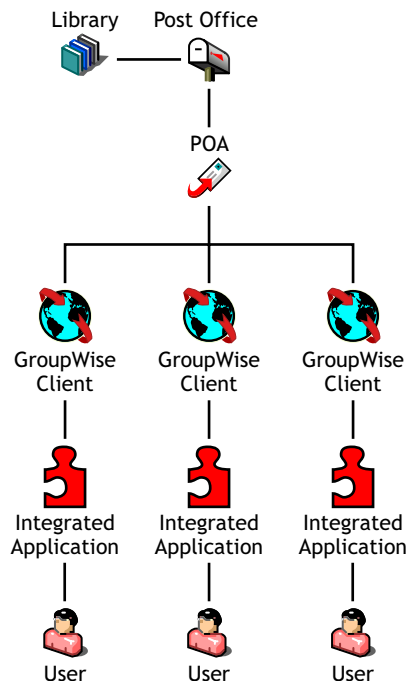 Library Post Office
POA
GroupWise GroupWise GroupWise
Client Client Client
Integrated Integrated Integrated
Application Application Application
User User User